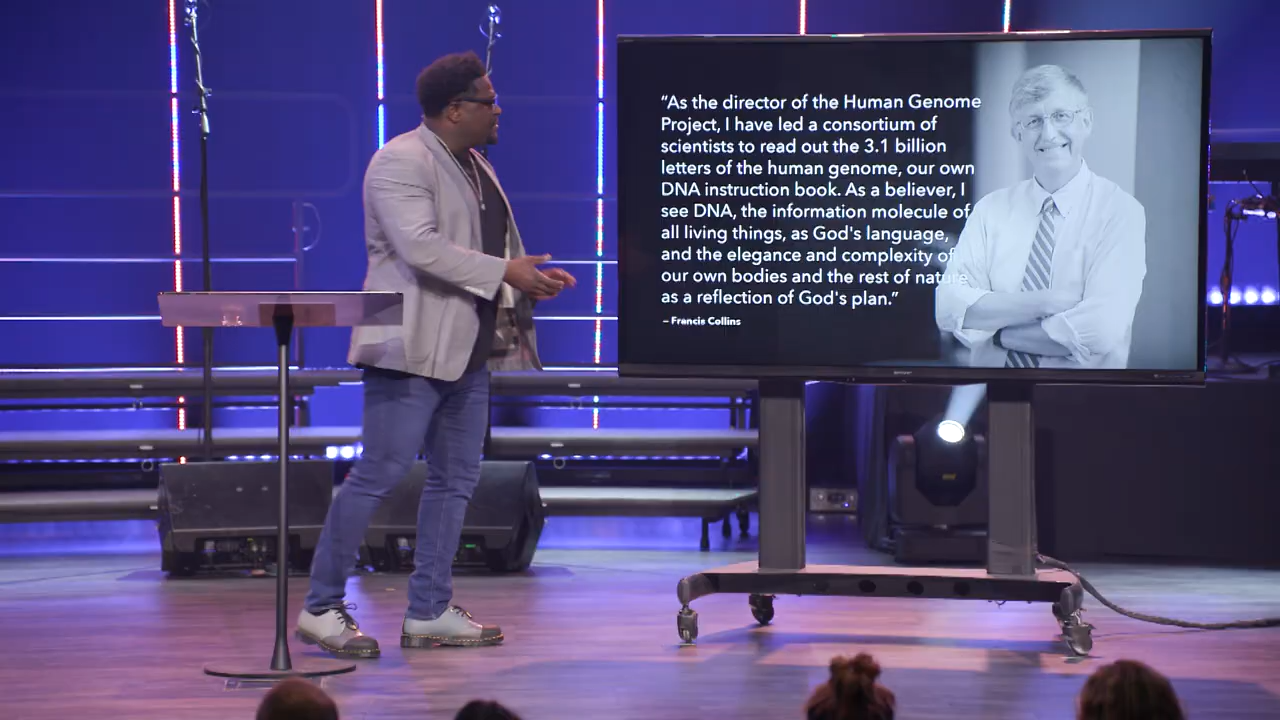 “As the director of the Human Genome
Project, I have led a consortium of
scientists to read out the 3.1 billion
letters of the human genome, our own
DNA instruction book. As a believer, I
see DNA, the information molecule of
all living things, as God's language,
and the elegance and complexity of
our own bodies and the rest of nature
as a reflection of God's plan.”
– Francis Collins